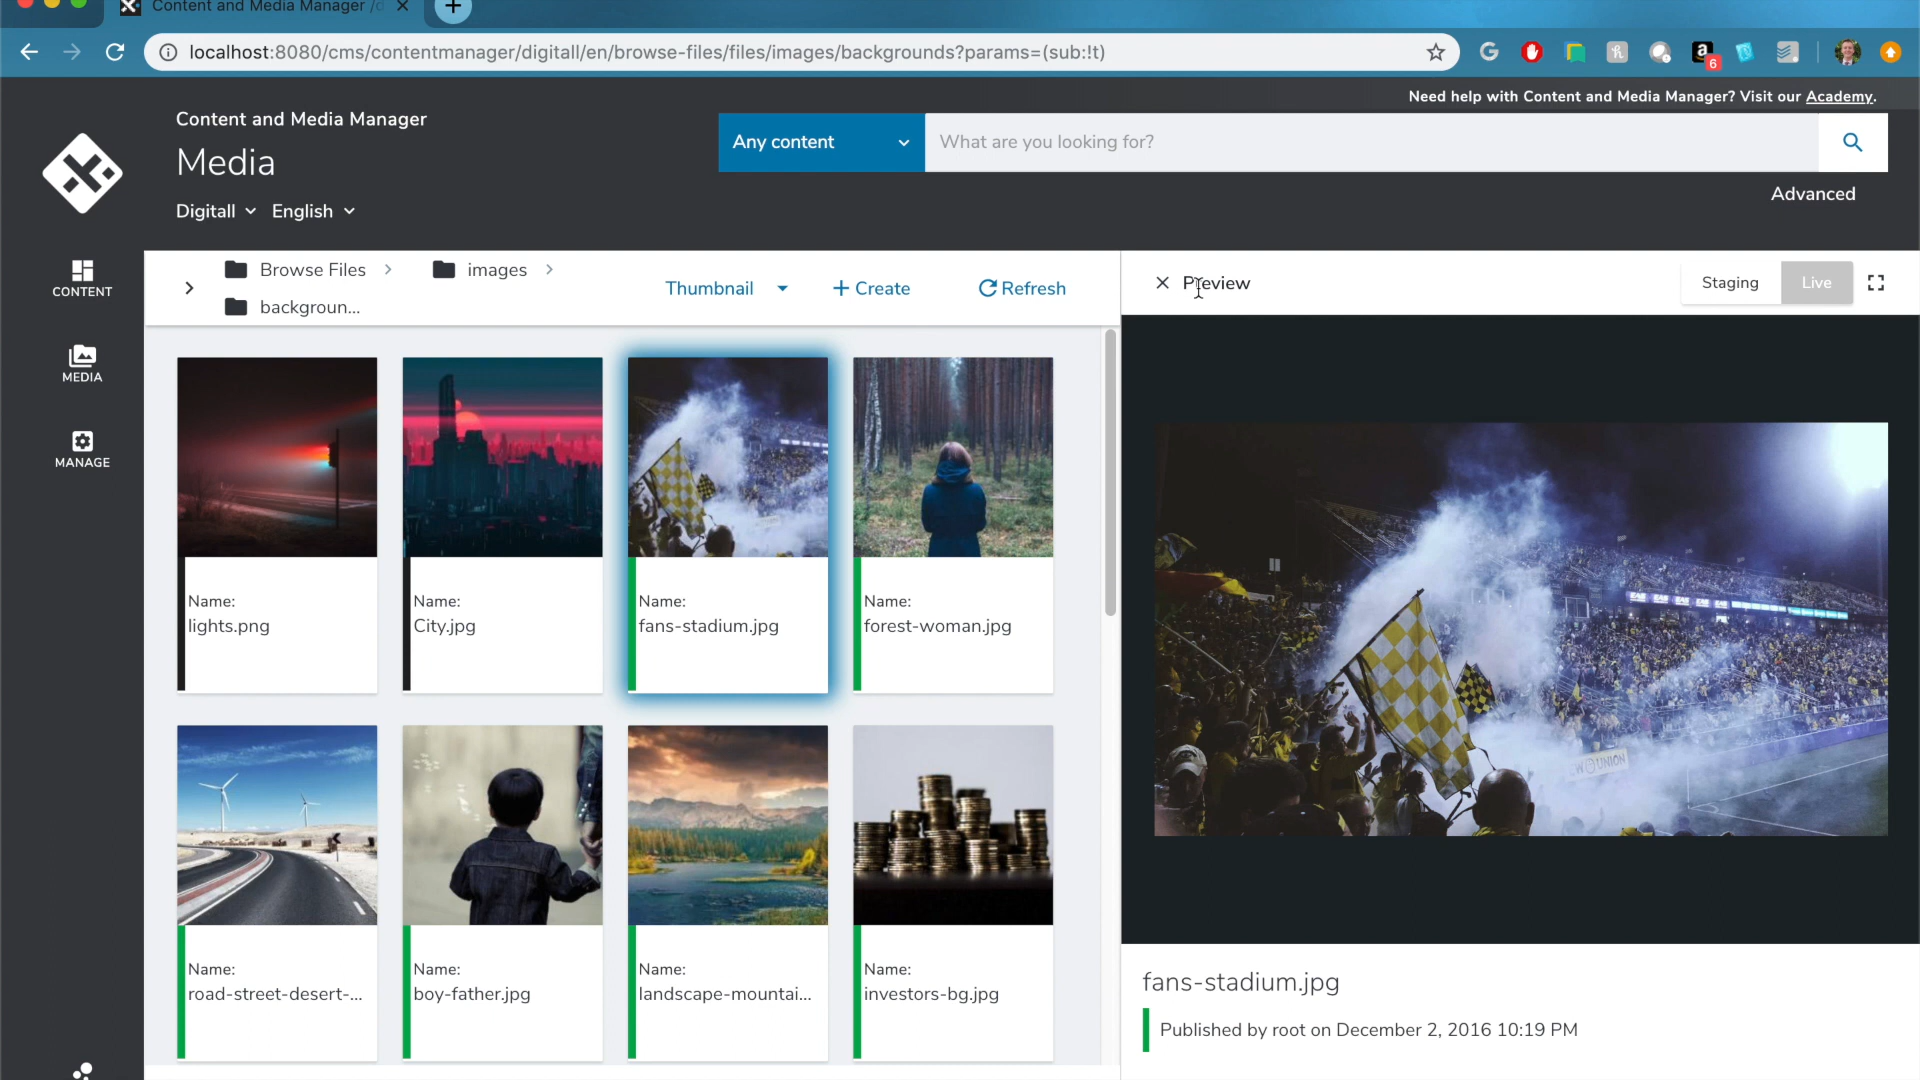 Content and Media Manager /d
localhost:8080/cms/contentmanager/digitall/en/browse-files/files/images/backgrounds?params=(sub:!t)
6
Need help with Content and Media Manager? Visit our Academy.
Content and Media Manager
Media
Any content
What are you looking for?
Advanced
Digitall English
CONTENT
MEDIA
MANAGE
Browse Files images
backgroun...
Thumbnail
Create
Refresh
Preview
Staging
Live
Name:
lights.png
Name:
City.jpg
Name:
fans-stadium.jpg
Name:
forest-woman.jpg
Name:
road-street-desert-...
Name:
boy-father.jpg
Name:
landscape-mountai...
Name:
investors-bg.jpg
fans-stadium.jpg
Published by root on December 2, 2016 10:19 PM